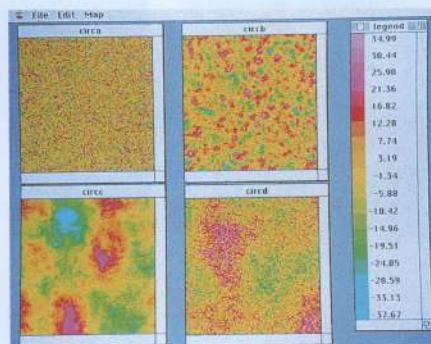 File Edit Map
circa
circb
legend
34.99
30.44
25.90
21.36
16.82
12.28
7.74
3.19
-1.34
-5.88
-10.42
-14.96
-19.51
-24.05
-28.59
-33.13
-37.67
circc
circd